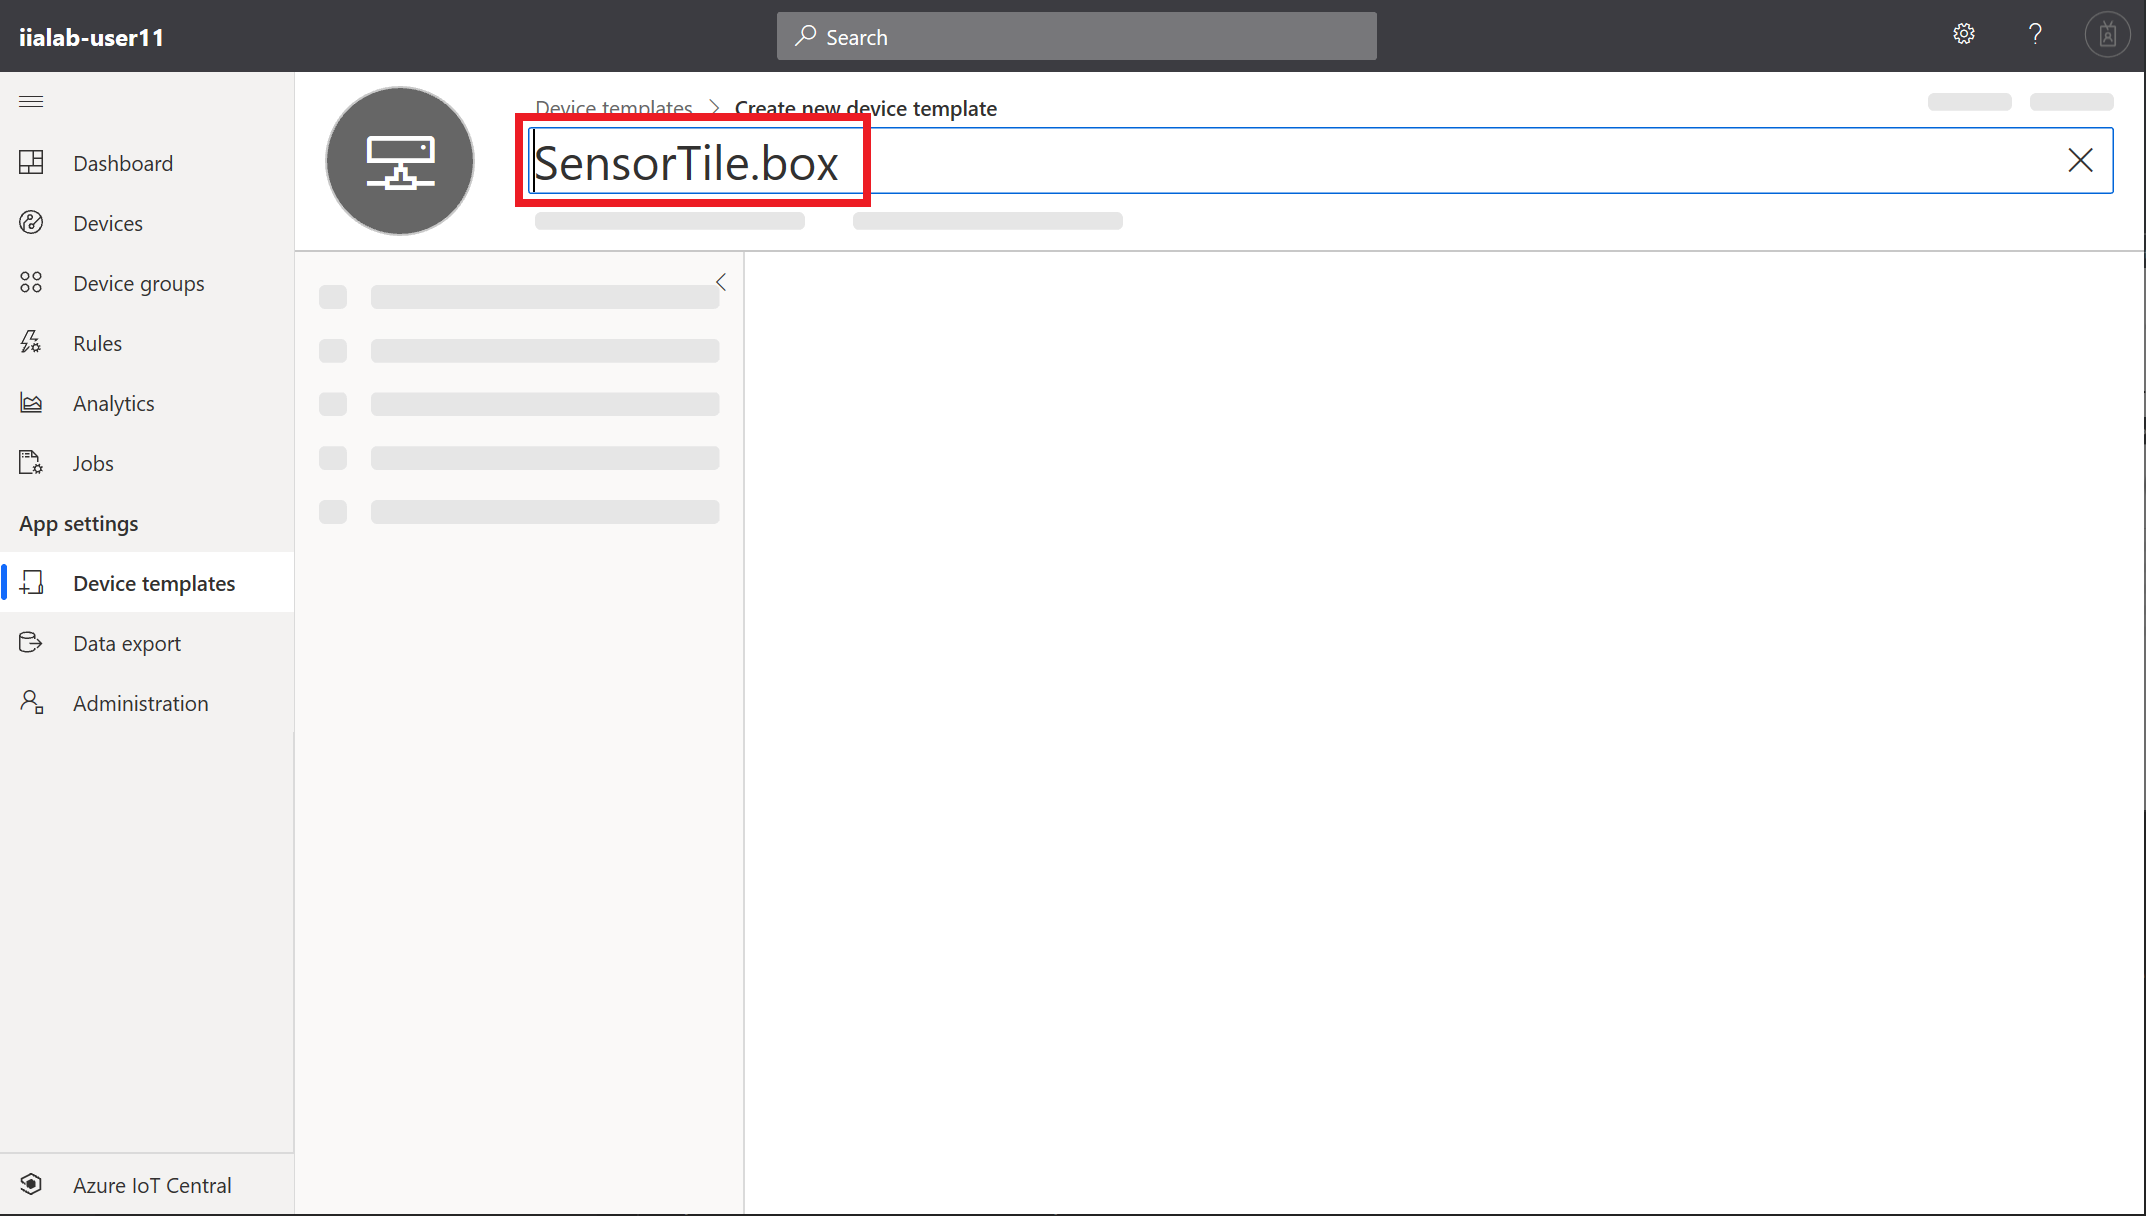 iialab-user11
Search
Device templates > Create new device template
SensorTile.box
Dashboard
Devices
Device groups
Rules
Analytics
Jobs
App settings
Device templates
Data export
Administration
Azure IoT Central